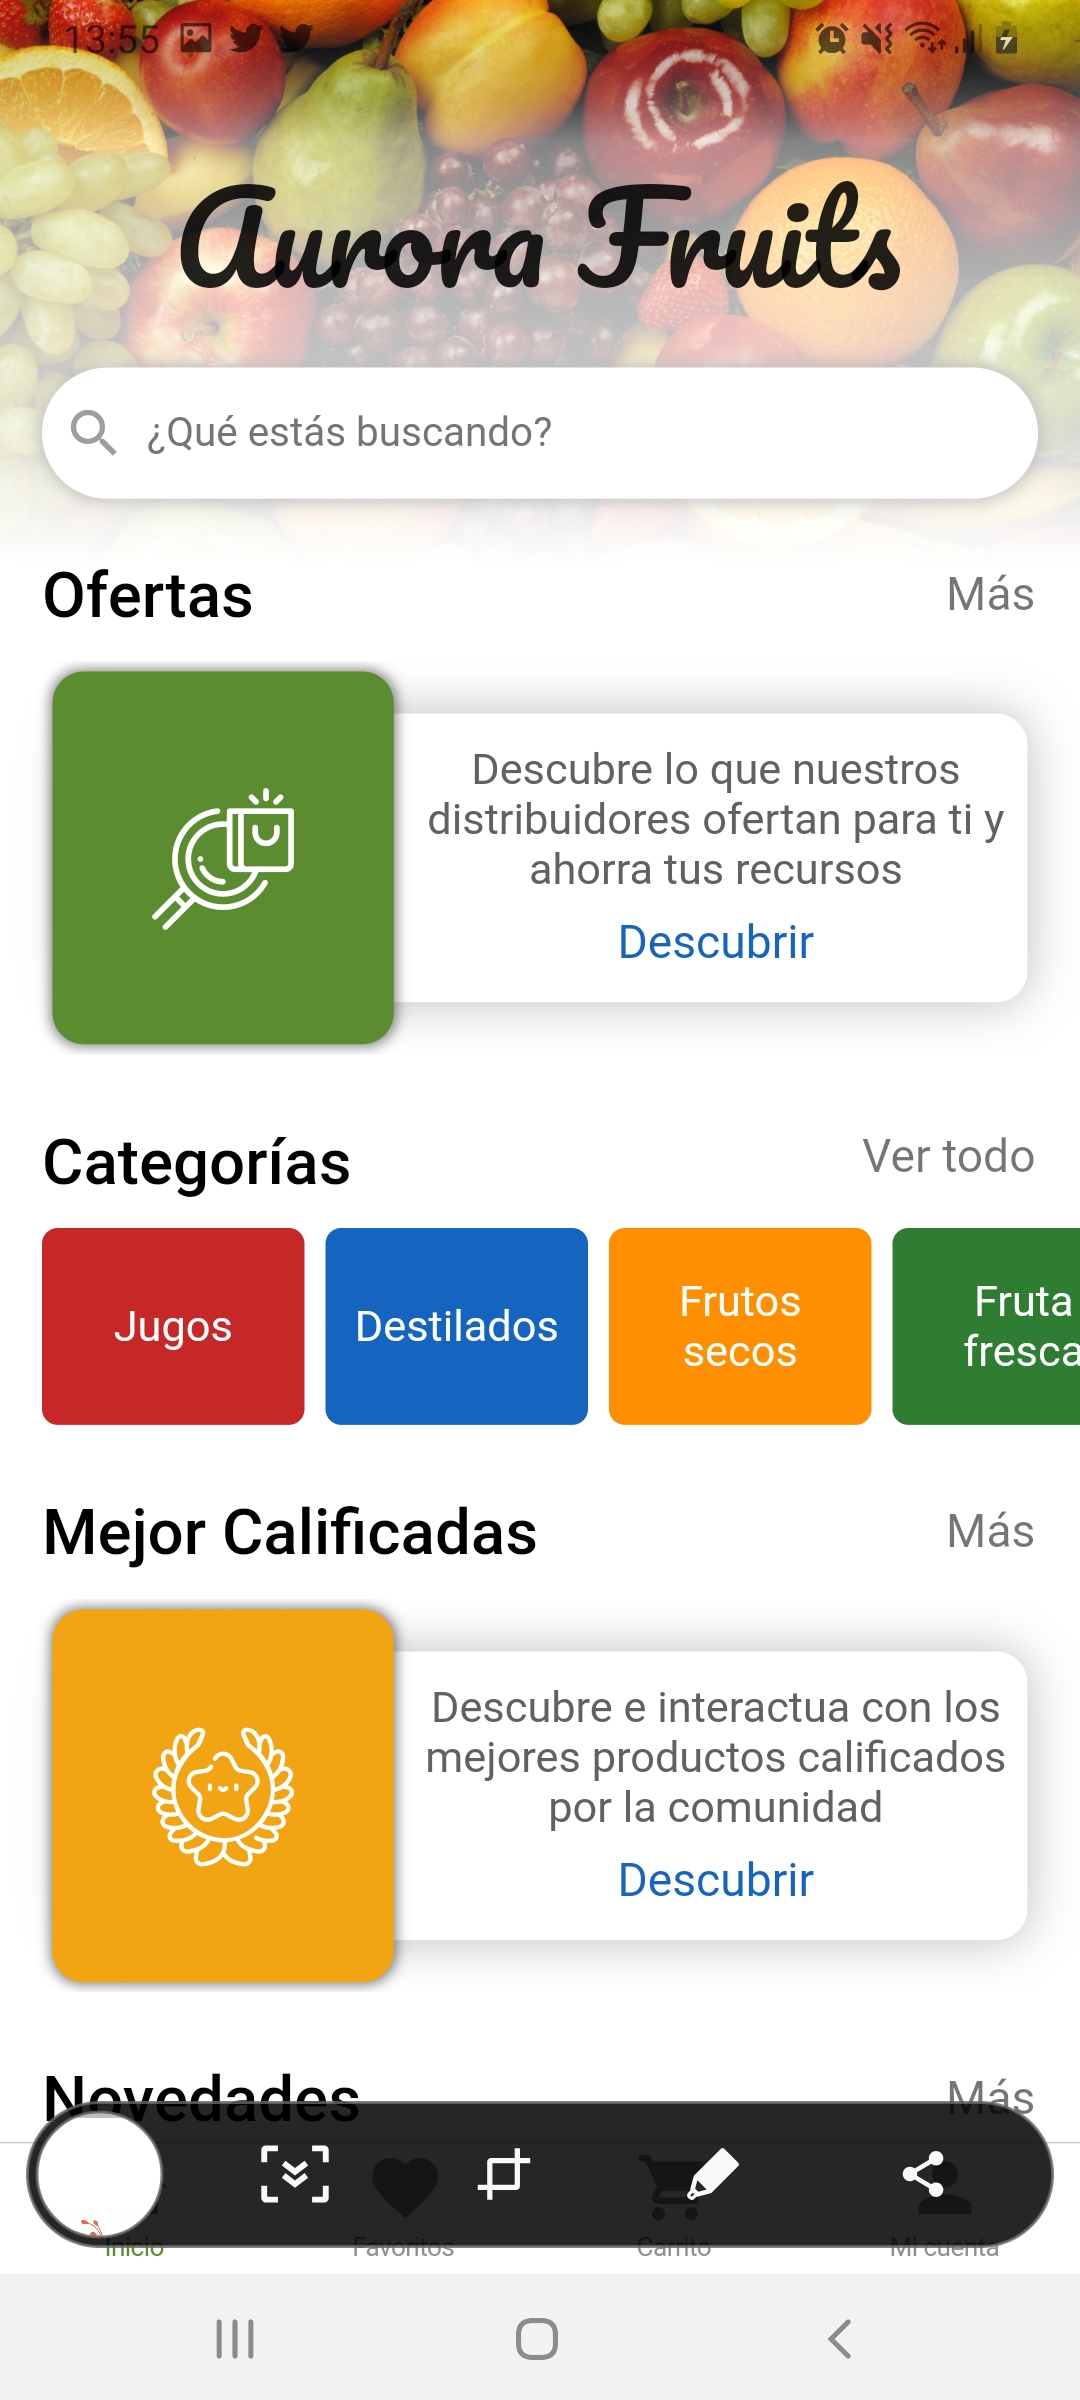 13:55
Aurora Fruits
¿Qué estás buscando?
Ofertas
Más
Descubre lo que nuestros
distribuidores ofertan para ti y
ahorra tus recursos
Descubrir
Categorías
Ver todo
Jugos
Destilados
Frutos
secos
Fruta
fresca
Mejor Calificadas
Más
Descubre e interactua con los
mejores productos calificados
por la comunidad
Descubrir
Novedades
Más
Inicio
Favoritos
Carrito
Mi cuenta